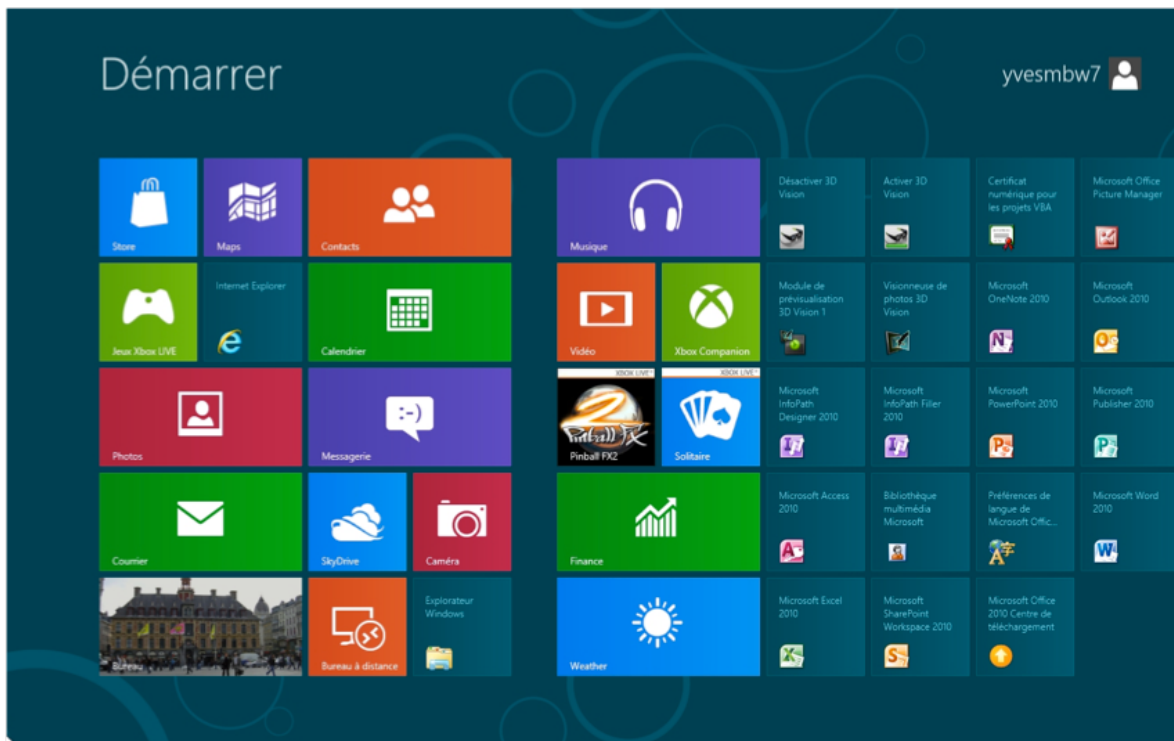 Démarrer
yvesmbw7
Store
Maps
Contacts
Jeux Xbox LIVE
Internet Explorer
Calendrier
Photos
Messagerie
:-)
Courrier
SkyDrive
Caméra
Bureau
Bureau à distance
Explorateur
Windows
Musique
Désactiver 3D
Vision
Activer 3D
Vision
Certificat
numérique pour
les projets VBA
Microsoft Office
Picture Manager
Vidéo
Xbox Companion
Module de
prévisualisation
3D Vision 1
Visionneuse de
photos 3D
Vision
Microsoft
OneNote 2010
Microsoft
Outlook 2010
XBOX LIVE
2
Pinball FX
Pinball FX2
XBOX LIVE
Solitaire
Microsoft
InfoPath
Designer 2010
Microsoft
InfoPath Filler
2010
Microsoft
PowerPoint 2010
Microsoft
Publisher 2010
Finance
Microsoft Access
2010
Bibliothèque
multimédia
Microsoft
Préférences de
langue de
Microsoft Offic...
Microsoft Word
2010
Weather
Microsoft Excel
2010
Microsoft
SharePoint
Workspace 2010
Microsoft Office
2010 Centre de
téléchargement